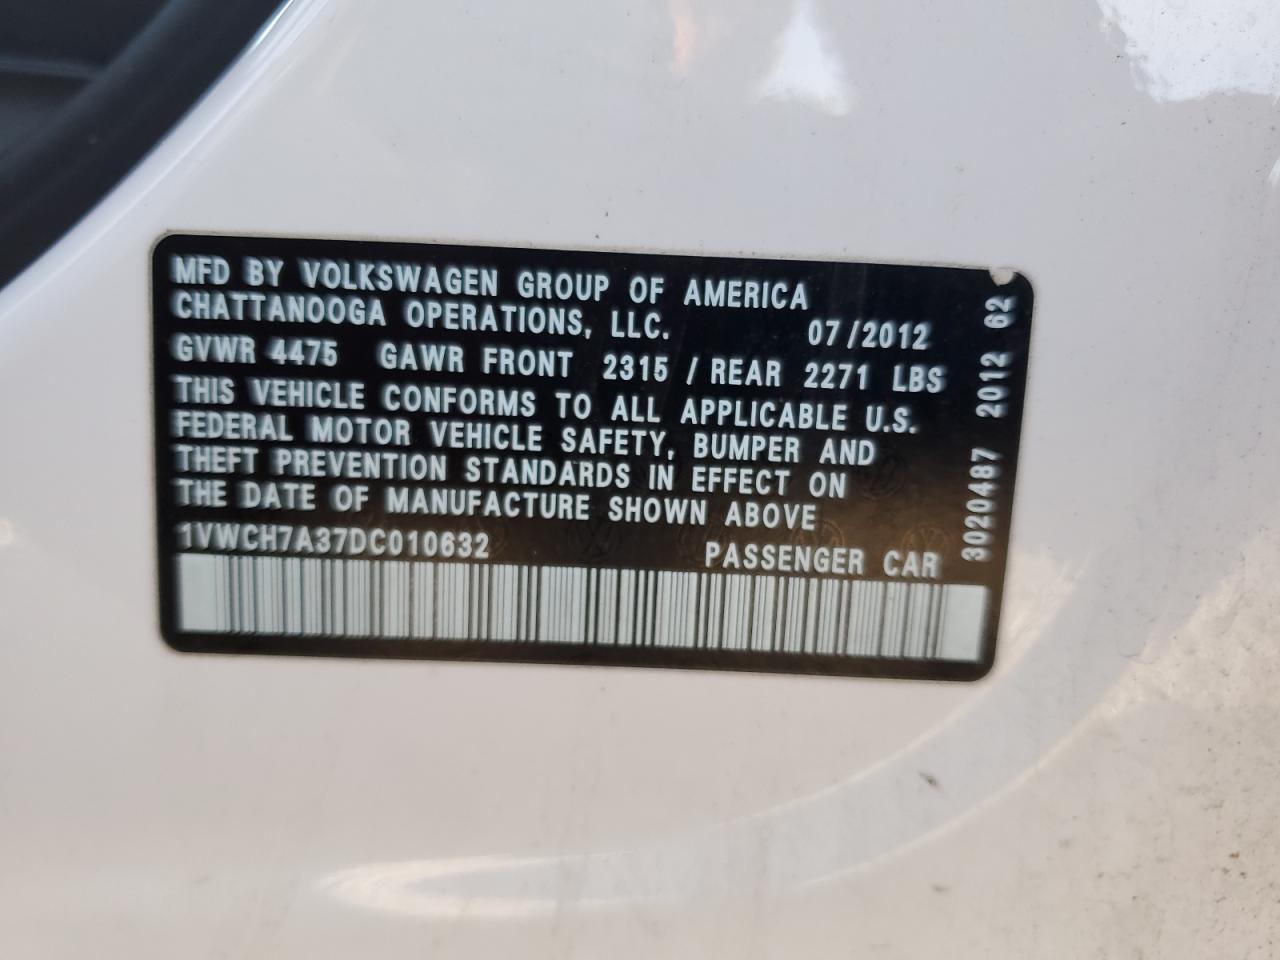 MFD BY VOLKSWAGEN GROUP OF AMERICA
CHATTANOOGA OPERATIONS, LLC. 07/2012
GVWR 4475 GAWR FRONT 2315 / REAR 2271 LBS
THIS VEHICLE CONFORMS TO ALL APPLICABLE U.S.
FEDERAL MOTOR VEHICLE SAFETY, BUMPER AND
THEFT PREVENTION STANDARDS IN EFFECT ON
THE DATE OF MANUFACTURE SHOWN ABOVE
1VWCH7A37DC010632 PASSENGER CAR
3020487 2012 62